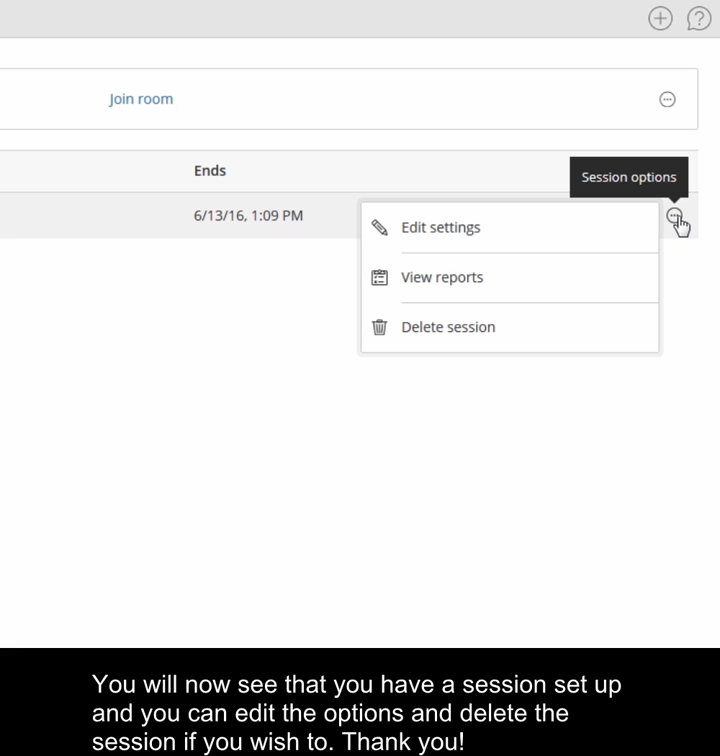 Join room
Ends
Session options
6/13/16, 1:09 PM
Edit settings
View reports
Delete session
You will now see that you have a session set up
and you can edit the options and delete the
session if you wish to. Thank you!